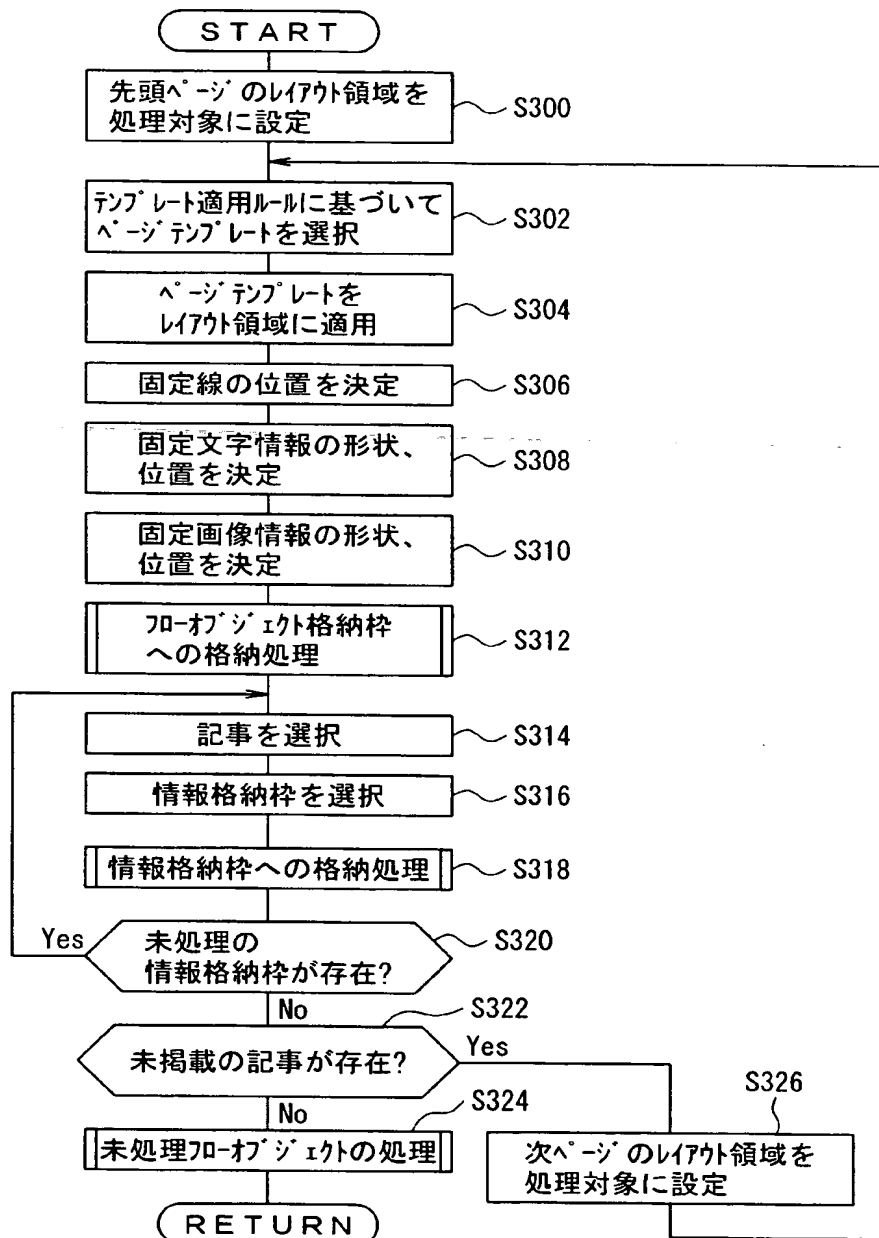 START
先頭ページのレイアウト領域を
処理対象に設定
S300
テンプレート適用ルールに基づいて
ページテンプレートを選択
S302
ページテンプレートを
レイアウト領域に適用
S304
固定線の位置を決定
S306
固定文字情報の形状、
位置を決定
S308
固定画像情報の形状、
位置を決定
S310
フローオブジェクト格納枠
への格納処理
S312
記事を選択
S314
情報格納枠を選択
S316
情報格納枠への格納処理
S318
Yes
未処理の
情報格納枠が存在?
S320
No
S322
未掲載の記事が存在?
Yes
No
S324
S326
未処理フローオブジェクトの処理
次ページのレイアウト領域を
処理対象に設定
RETURN